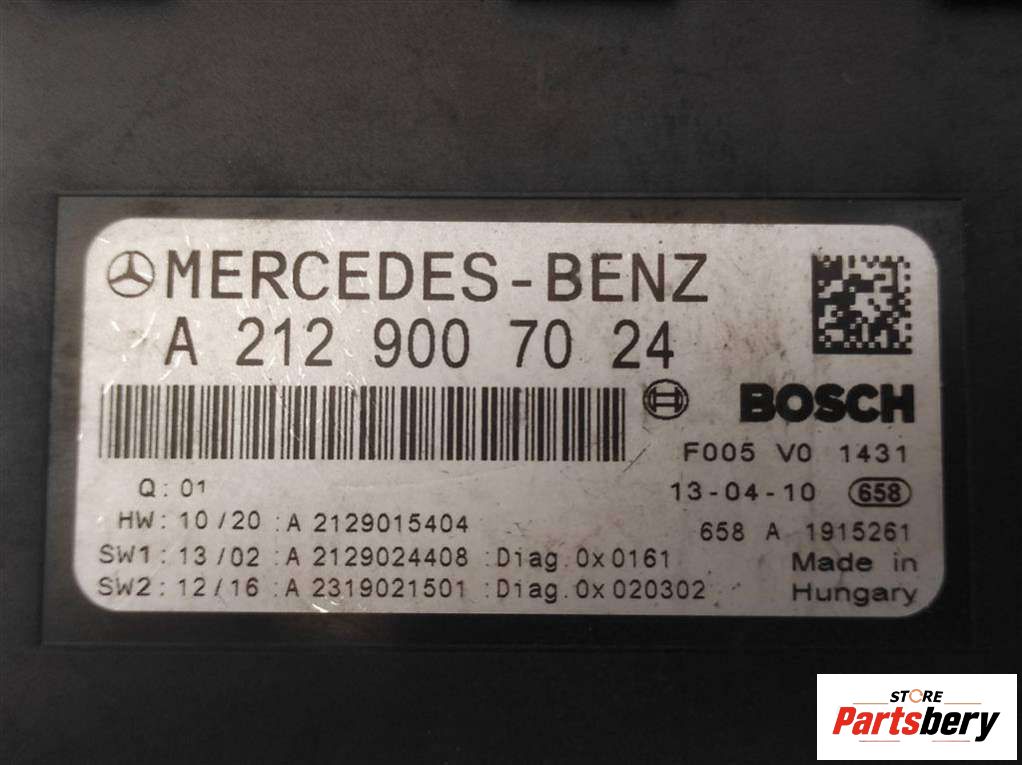 MERCEDES-BENZ
A 212 900 70 24
BOSCH
F005 V0 1431
Q: 01
13-04-10 658
HW: 10/20 :A 2129015404
658 A 1915261
SW1: 13/02 :A 2129024408 :Diag.0x0161
Made in
SW2: 12/16 :A 2319021501 :Diag.0x020302
Hungary
STORE
Partsbery